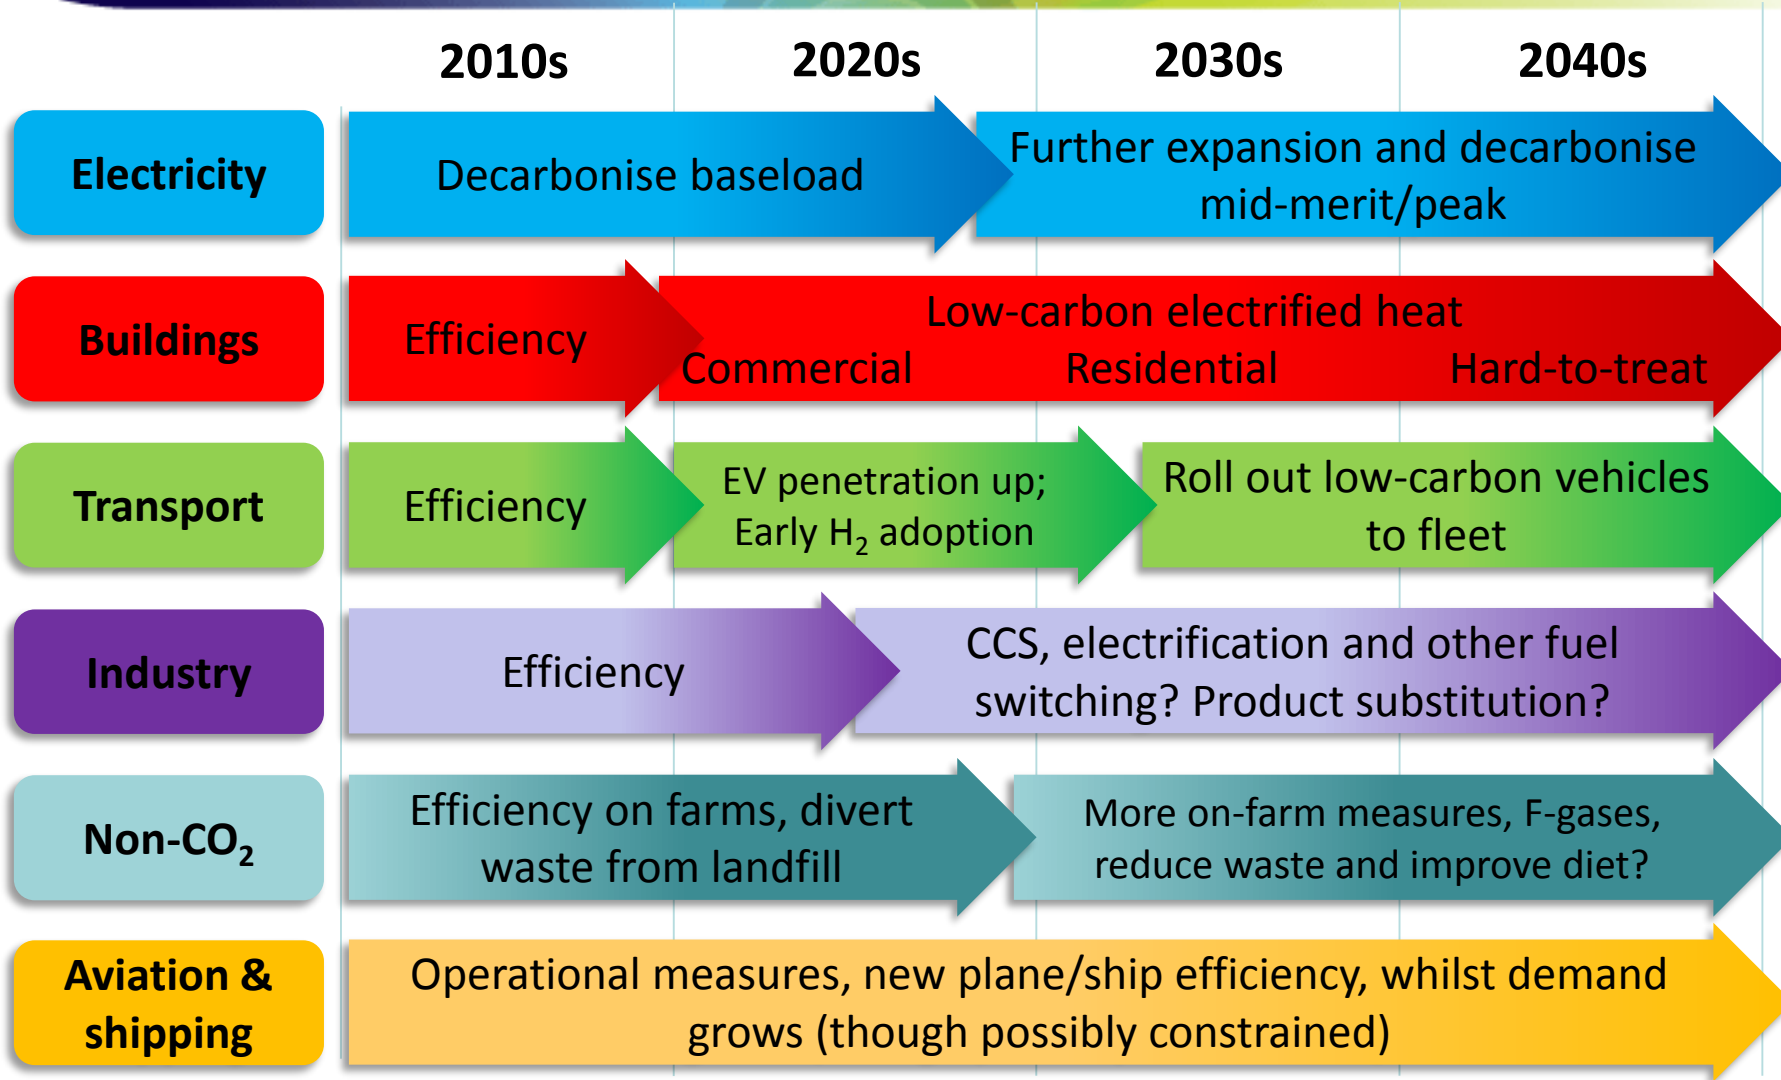 2010s 2020s 2030s 2040s
Electricity
Decarbonise baseload
Further expansion and decarbonise
mid-merit/peak
Buildings
Efficiency
Low-carbon electrified heat
Commercial Residential Hard-to-treat
Transport
Efficiency
EV penetration up;
Early H₂ adoption
Roll out low-carbon vehicles
to fleet
Industry
Efficiency
CCS, electrification and other fuel
switching? Product substitution?
Non-CO₂
Efficiency on farms, divert
waste from landfill
More on-farm measures, F-gases,
reduce waste and improve diet?
Aviation &
shipping
Operational measures, new plane/ship efficiency, whilst demand
grows (though possibly constrained)